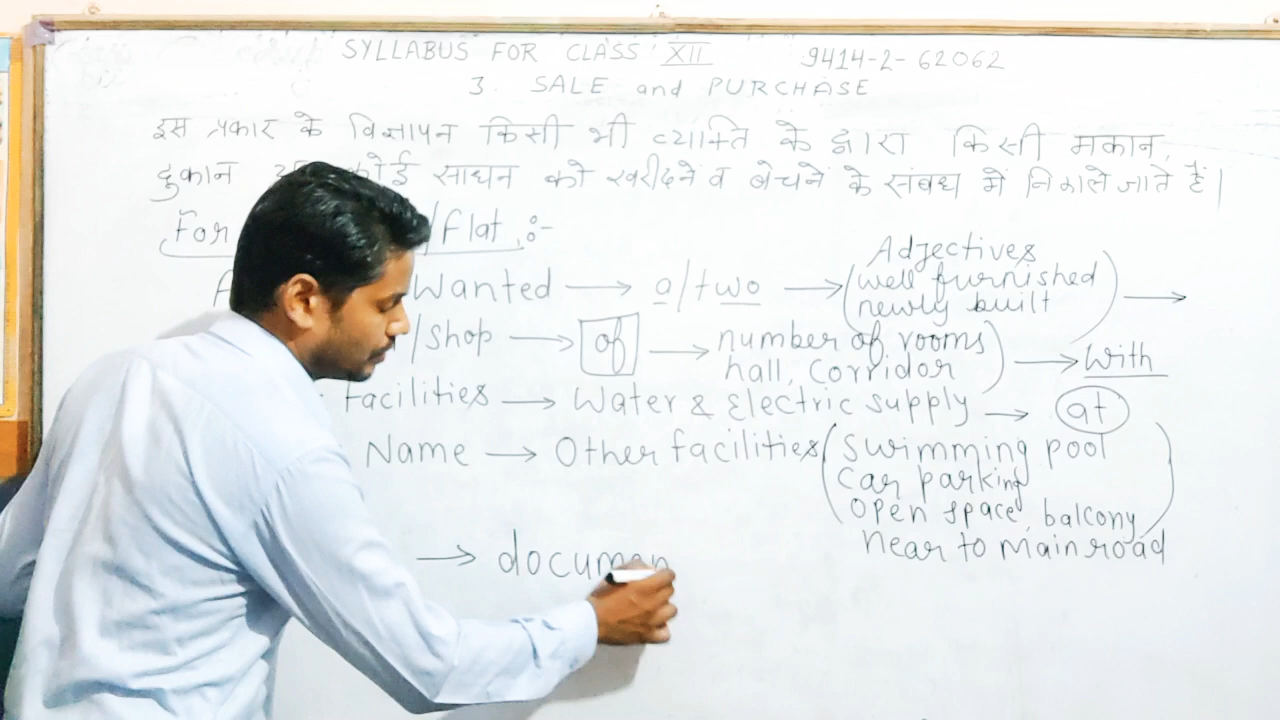 SYLLABUS FOR CLASS XII 9414-2-62062
3. SALE and PURCHASE
इस प्रकार के विज्ञापन किसी भी व्यक्ति के द्वारा किसी मकान,
दुकान कोई साधन को खरीदने व बेचने के संबध में निकाले जाते हैं।
For /Flat :-
Adjectives
Wanted → a/two → (well furnished newly built) →
/Shop → of → number of rooms hall, Corridor) → With
Facilities → Water & Electric supply → at
Name → Other facilities (Swimming pool
Car parking
open space, balcony)
Near to Main road
→ documen